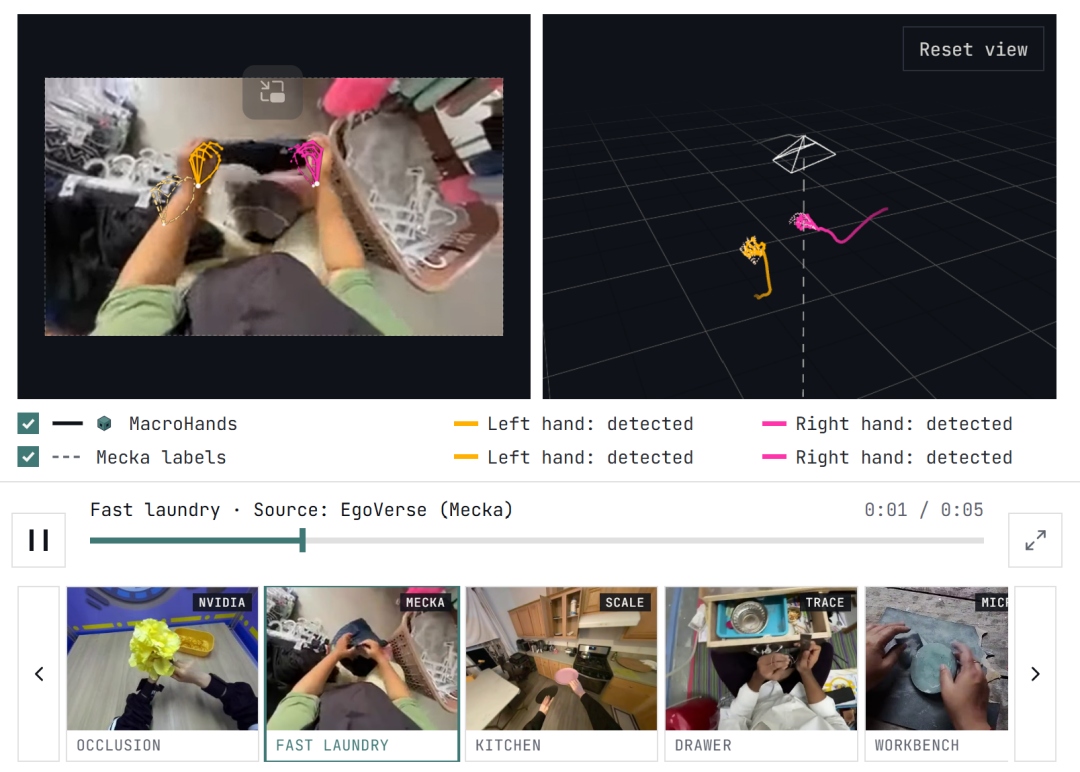 Reset view
MacroHands
Left hand: detected
Right hand: detected
Mecka labels
Left hand: detected
Right hand: detected
Fast laundry · Source: EgoVerse (Mecka)
0:01 / 0:05
NVIDIA
MECKA
SCALE
TRACE
OCCLUSION
FAST LAUNDRY
KITCHEN
DRAWER
WORKBENCH